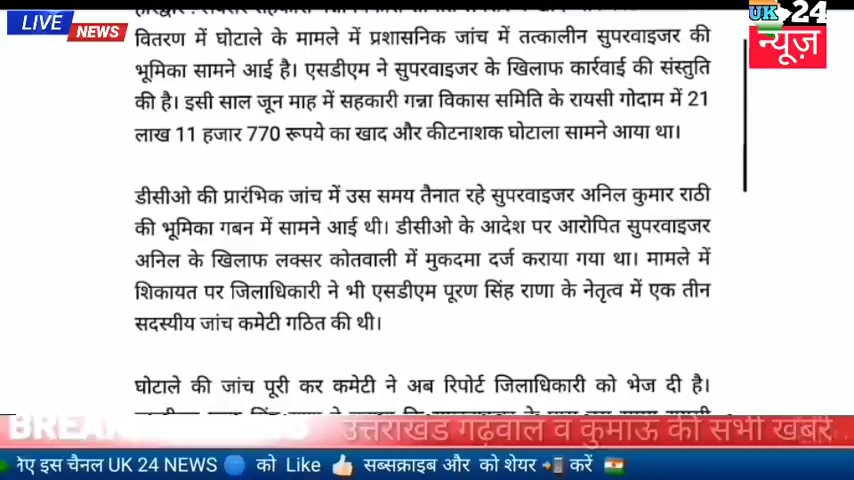 LIVE
NEWS
UK 24
न्यूज़
वितरण में घोटाले के मामले में प्रशासनिक जांच में तत्कालीन सुपरवाइजर की
भूमिका सामने आई है। एसडीएम ने सुपरवाइजर के खिलाफ कार्रवाई की संस्तुति
की है। इसी साल जून माह में सहकारी गन्ना विकास समिति के रायसी गोदाम में 21
लाख 11 हजार 770 रूपये का खाद और कीटनाशक घोटाला सामने आया था।
डीसीओ की प्रारंभिक जांच में उस समय तैनात रहे सुपरवाइजर अनिल कुमार राठी
की भूमिका गबन में सामने आई थी। डीसीओ के आदेश पर आरोपित सुपरवाइजर
अनिल के खिलाफ लक्सर कोतवाली में मुकदमा दर्ज कराया गया था। मामले में
शिकायत पर जिलाधिकारी ने भी एसडीएम पूरण सिंह राणा के नेतृत्व में एक तीन
सदस्यीय जांच कमेटी गठित की थी।
घोटाले की जांच पूरी कर कमेटी ने अब रिपोर्ट जिलाधिकारी को भेज दी है।
उत्तराखंड गढ़वाल व कुमाऊ की सभी खबरें
इस चैनल UK 24 NEWS 🔵 को Like 👍🏻 सब्सक्राइब और को शेयर 📲 करें 🇮🇳